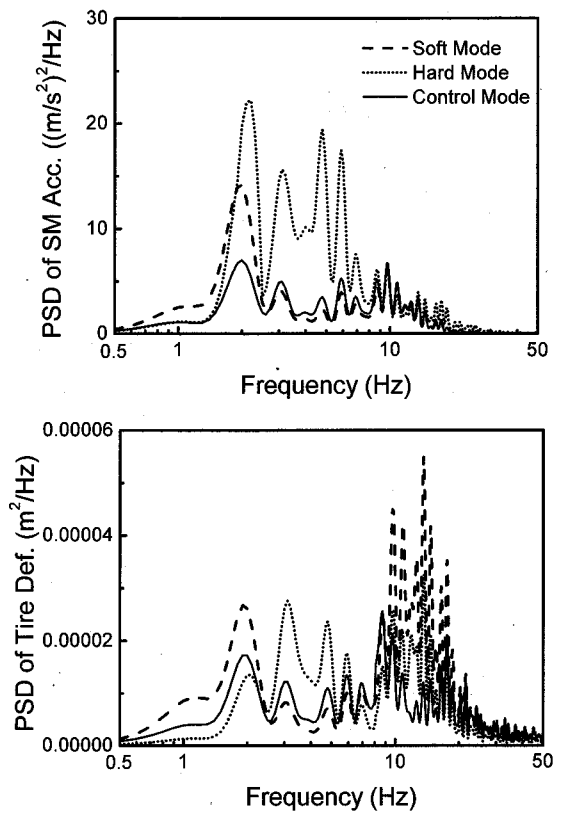 30
20
10
0
PSD of SM Acc. ((m/s²)²/Hz)
Soft Mode
Hard Mode
Control Mode
0.5 1 10 50
Frequency (Hz)
0.00006
0.00004
0.00002
0.00000
PSD of Tire Def. (m²/Hz)
0.5 1 10 50
Frequency (Hz)